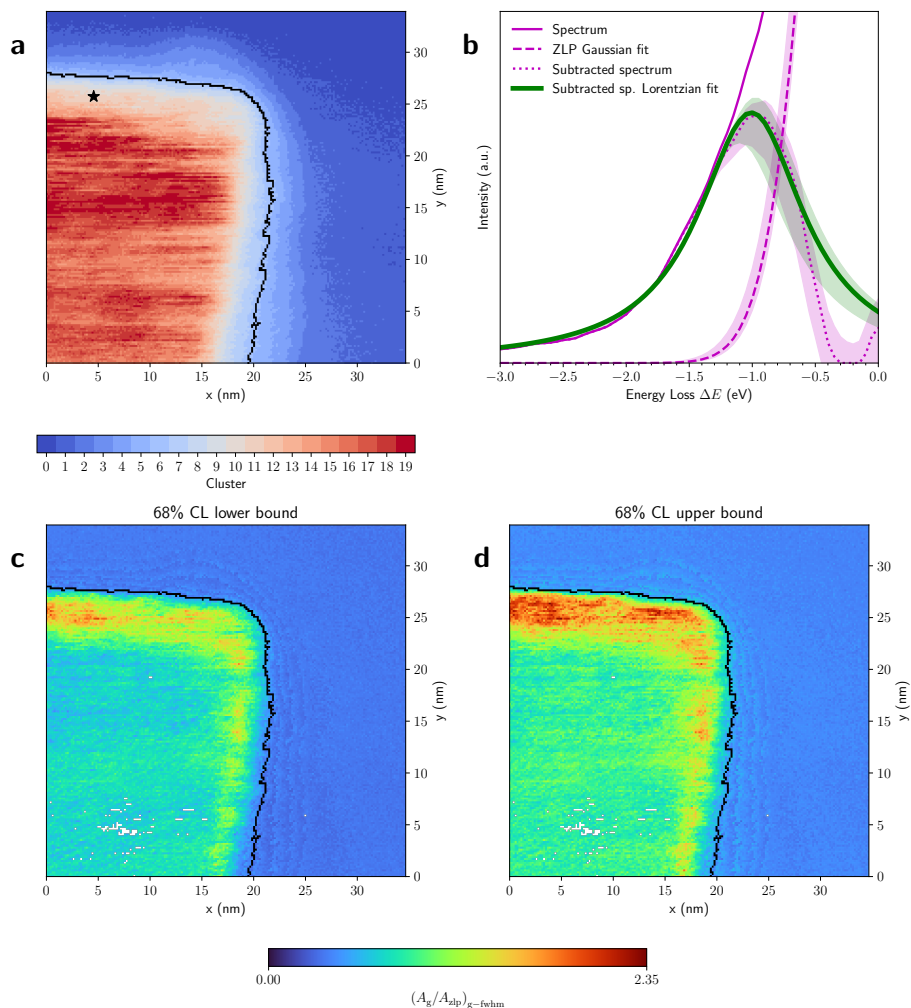 a
0
5
10
15
20
25
30
y (nm)
0 5 10 15 20 25 30
x (nm)
0 1 2 3 4 5 6 7 8 9 10 11 12 13 14 15 16 17 18 19
Cluster
b
Intensity (a.u.)
Spectrum
ZLP Gaussian fit
Subtracted spectrum
Subtracted sp. Lorentzian fit
−3.0 −2.5 −2.0 −1.5 −1.0 −0.5 0.0
Energy Loss ΔE (eV)
68% CL lower bound
c
30
25
20
15
10
5
0
y (nm)
0 5 10 15 20 25 30
x (nm)
68% CL upper bound
d
30
25
20
15
10
5
0
y (nm)
0 5 10 15 20 25 30
x (nm)
0.00 2.35
(A_g/A_zlp)_g−fwhm